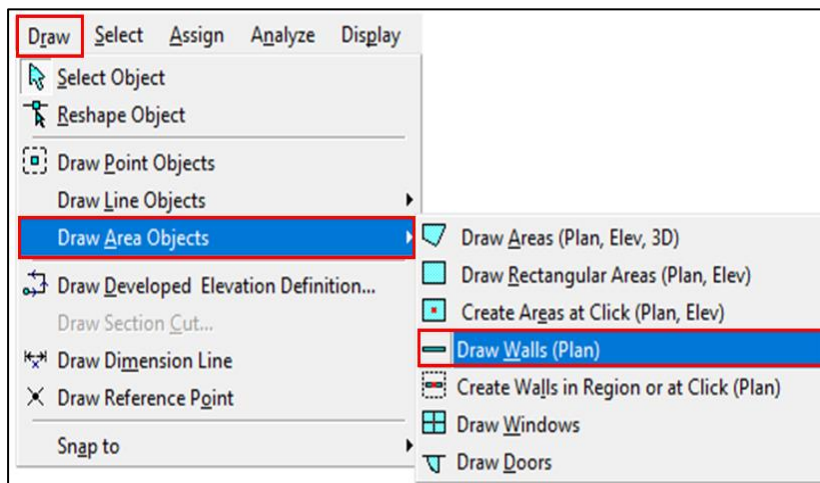 Draw Select Assign Analyze Display
Select Object
Reshape Object
Draw Point Objects
Draw Line Objects
Draw Area Objects
Draw Developed Elevation Definition...
Draw Section Cut...
Draw Dimension Line
Draw Reference Point
Snap to
Draw Areas (Plan, Elev, 3D)
Draw Rectangular Areas (Plan, Elev)
Create Areas at Click (Plan, Elev)
Draw Walls (Plan)
Create Walls in Region or at Click (Plan)
Draw Windows
Draw Doors